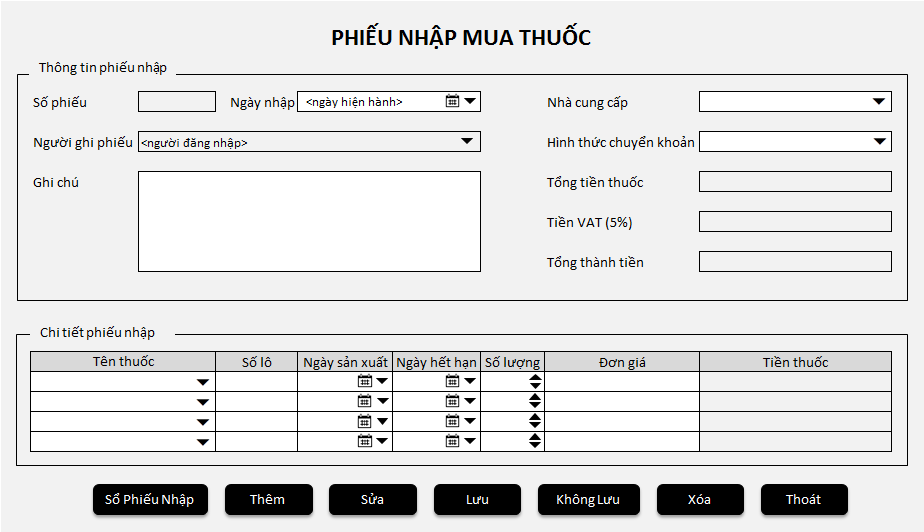 PHIẾU NHẬP MUA THUỐC
Thông tin phiếu nhập
Số phiếu Ngày nhập <ngày hiện hành> Nhà cung cấp
Người ghi phiếu <người đăng nhập> Hình thức chuyển khoản
Ghi chú Tổng tiền thuốc
Tiền VAT (5%)
Tổng thành tiền
Chi tiết phiếu nhập
Tên thuốc Số lô Ngày sản xuất Ngày hết hạn Số lượng Đơn giá Tiền thuốc
Sổ Phiếu Nhập Thêm Sửa Lưu Không Lưu Xóa Thoát